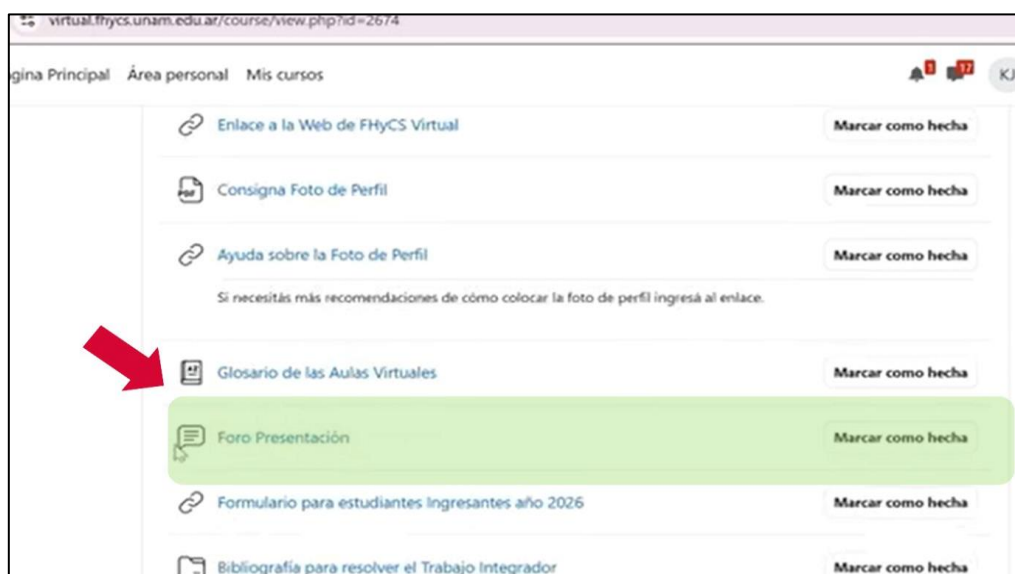 virtual.fhycs.unam.edu.ar/course/view.php?id=2674
gina Principal Área personal Mis cursos 1 17 KJ
Enlace a la Web de FHyCS Virtual Marcar como hecha
PDF Consigna Foto de Perfil Marcar como hecha
Ayuda sobre la Foto de Perfil Marcar como hecha
Si necesitás más recomendaciones de cómo colocar la foto de perfil ingresá al enlace.
Glosario de las Aulas Virtuales Marcar como hecha
Foro Presentación Marcar como hecha
Formulario para estudiantes Ingresantes año 2026 Marcar como hecha
Bibliografía para resolver el Trabajo Integrador Marcar como hecha